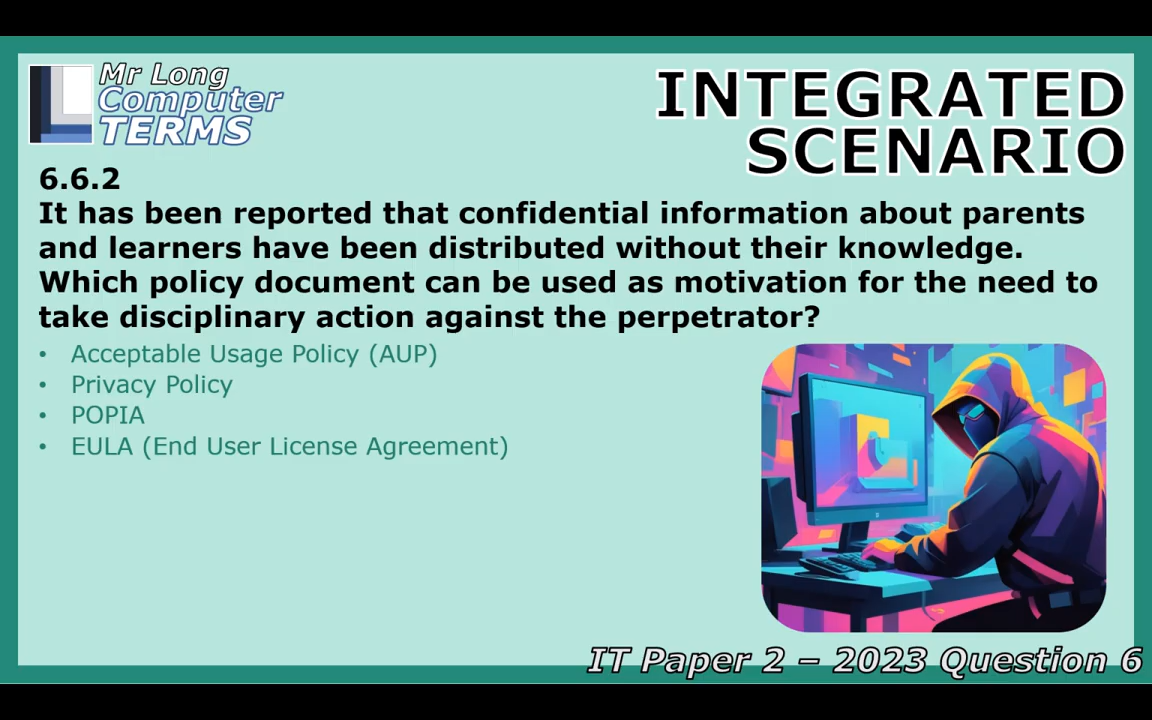 Mr Long
Computer
TERMS
INTEGRATED
SCENARIO
6.6.2
It has been reported that confidential information about parents
and learners have been distributed without their knowledge.
Which policy document can be used as motivation for the need to
take disciplinary action against the perpetrator?
• Acceptable Usage Policy (AUP)
• Privacy Policy
• POPIA
• EULA (End User License Agreement)
IT Paper 2 – 2023 Question 6